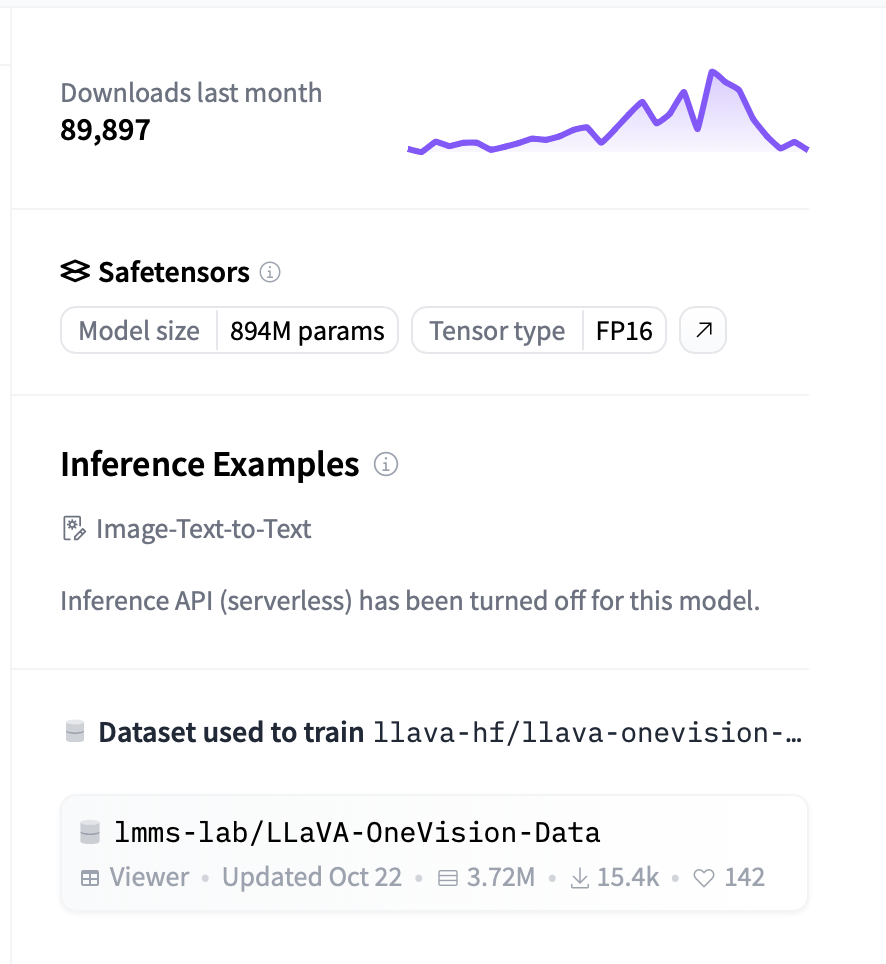 Downloads last month
89,897
Safetensors
Model size 894M params Tensor type FP16
Inference Examples
Image-Text-to-Text
Inference API (serverless) has been turned off for this model.
Dataset used to train llava-hf/llava-onevision-…
lmms-lab/LLaVA-OneVision-Data
Viewer • Updated Oct 22 • 3.72M • 15.4k • 142